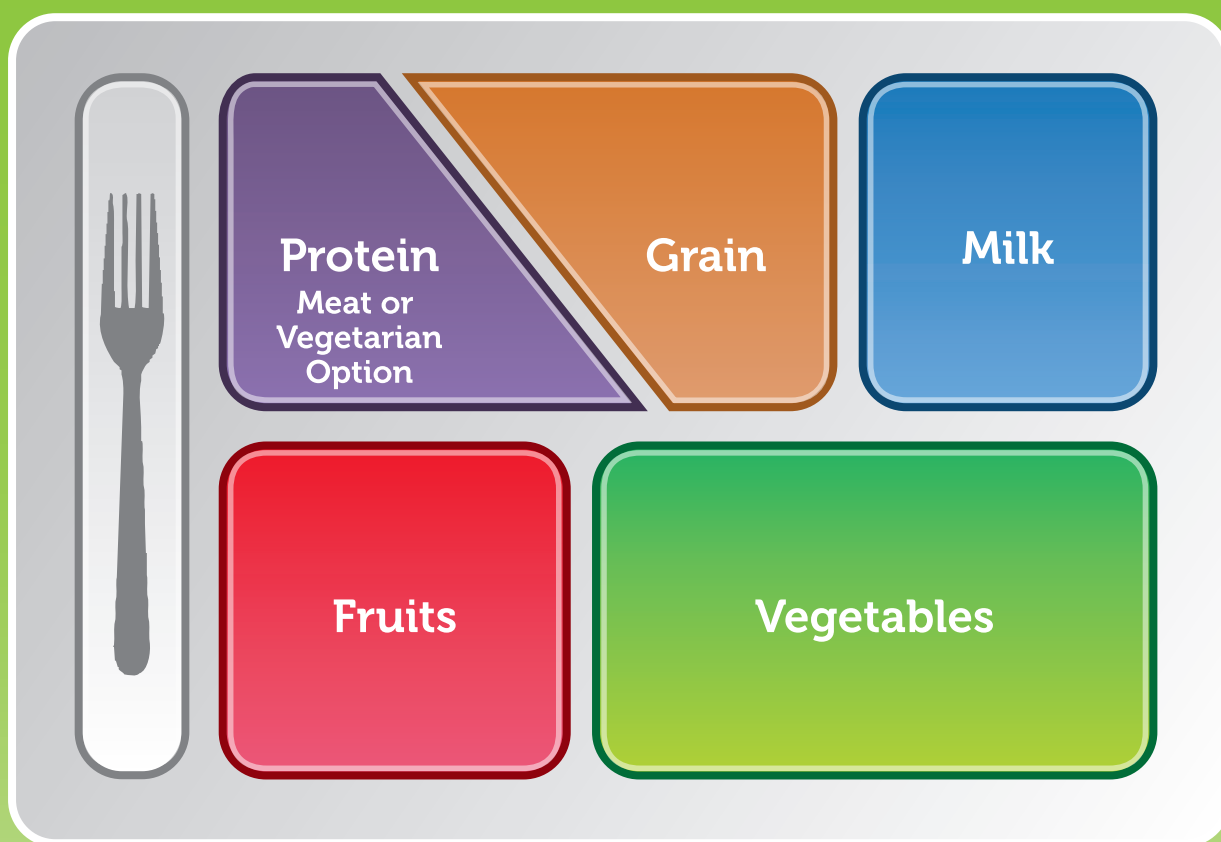 Protein
Meat or
Vegetarian
Option
Grain
Milk
Fruits
Vegetables